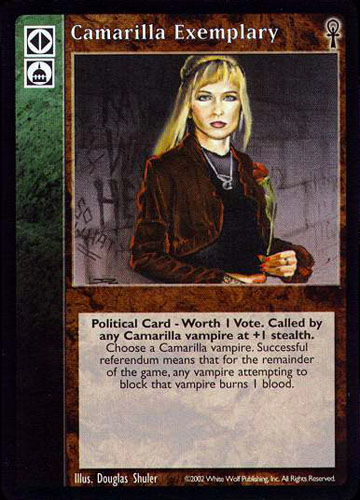 Camarilla Exemplary
Political Card - Worth 1 Vote. Called by
any Camarilla vampire at +1 stealth.
Choose a Camarilla vampire. Successful
referendum means that for the remainder
of the game, any vampire attempting to
block that vampire burns 1 blood.
Illus. Douglas Shuler
©2002 White Wolf Publishing, Inc. All Rights Reserved.